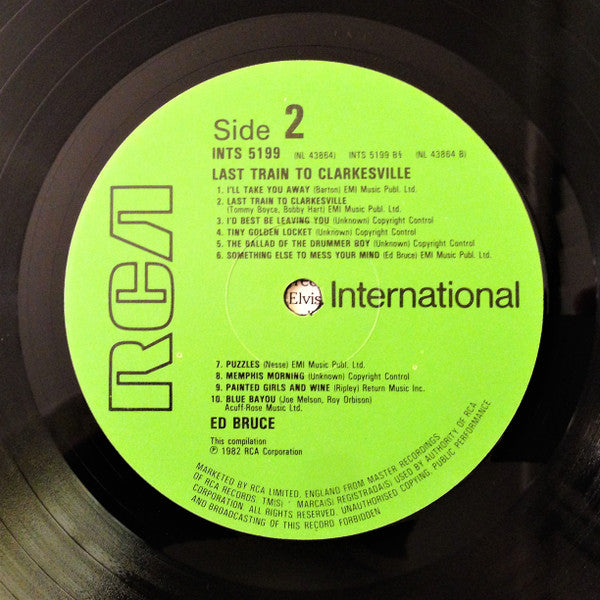 Side 2
INTS 5199 (NL 43864) INTS 5199 B§ (NL 43864 B)
LAST TRAIN TO CLARKESVILLE
1. I'LL TAKE YOU AWAY (Barton) EMI Music Publ. Ltd.
2. LAST TRAIN TO CLARKESVILLE
(Tommy Boyce, Bobby Hart) EMI Music Publ. Ltd.
3. I'D BEST BE LEAVING YOU (Unknown) Copyright Control
4. TINY GOLDEN LOCKET (Unknown) Copyright Control
5. THE BALLAD OF THE DRUMMER BOY (Unknown) Copyright Control
6. SOMETHING ELSE TO MESS YOUR MIND (Ed Bruce) EMI Music Publ. Ltd.
RCA
Elvis
International
7. PUZZLES (Nesse) EMI Music Publ. Ltd.
8. MEMPHIS MORNING (Unknown) Copyright Control
9. PAINTED GIRLS AND WINE (Ripley) Return Music Inc.
10. BLUE BAYOU (Joe Melson, Roy Orbison)
Acuff-Rose Music Ltd.
ED BRUCE
This compilation
℗ 1982 RCA Corporation
MARKETED BY RCA LIMITED, ENGLAND FROM MASTER RECORDINGS
OF RCA RECORDS. TM(S) ® MARCA(S) REGISTRADA(S) USED BY AUTHORITY OF RCA
CORPORATION. ALL RIGHTS RESERVED. UNAUTHORISED COPYING, PUBLIC PERFORMANCE
AND BROADCASTING OF THIS RECORD FORBIDDEN